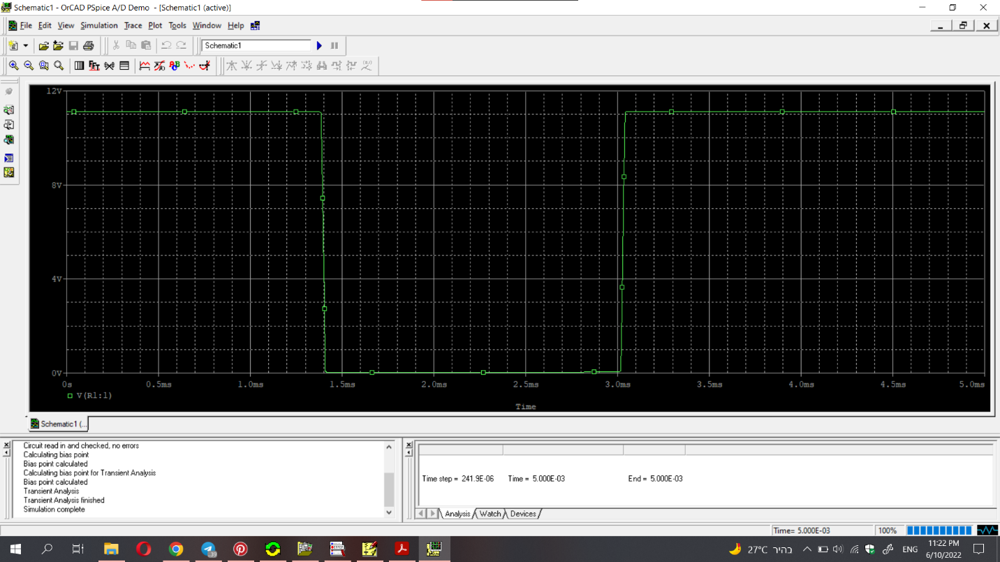 Schematic1 - OrCAD PSpice A/D Demo - [Schematic1 (active)]
File Edit View Simulation Trace Plot Tools Window Help
Schematic1
12V
8V
4V
0V
0s 0.5ms 1.0ms 1.5ms 2.0ms 2.5ms 3.0ms 3.5ms 4.0ms 4.5ms 5.0ms
V(R1:1)
Time
Schematic1 (...
Circuit read in and checked, no errors
Calculating bias point
Bias point calculated
Calculating bias point for Transient Analysis
Bias point calculated
Transient Analysis
Transient Analysis finished
Simulation complete
Time step = 241.9E-06 Time = 5.000E-03 End = 5.000E-03
Analysis Watch Devices
Time= 5.000E-03 100%
39
27°C בהיר ENG
11:22 PM
6/10/2022